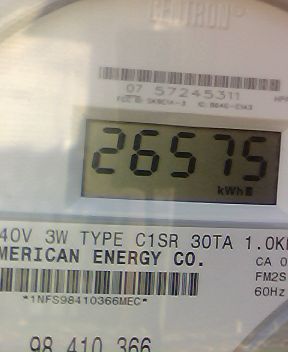 CENTRON®
07 57245311
26575
kWh
40V 3W TYPE C1SR 30TA 1.0K
MERICAN ENERGY CO.
CA 0
FM2S
60Hz
*1NFS98410366MEC*
98 410 366